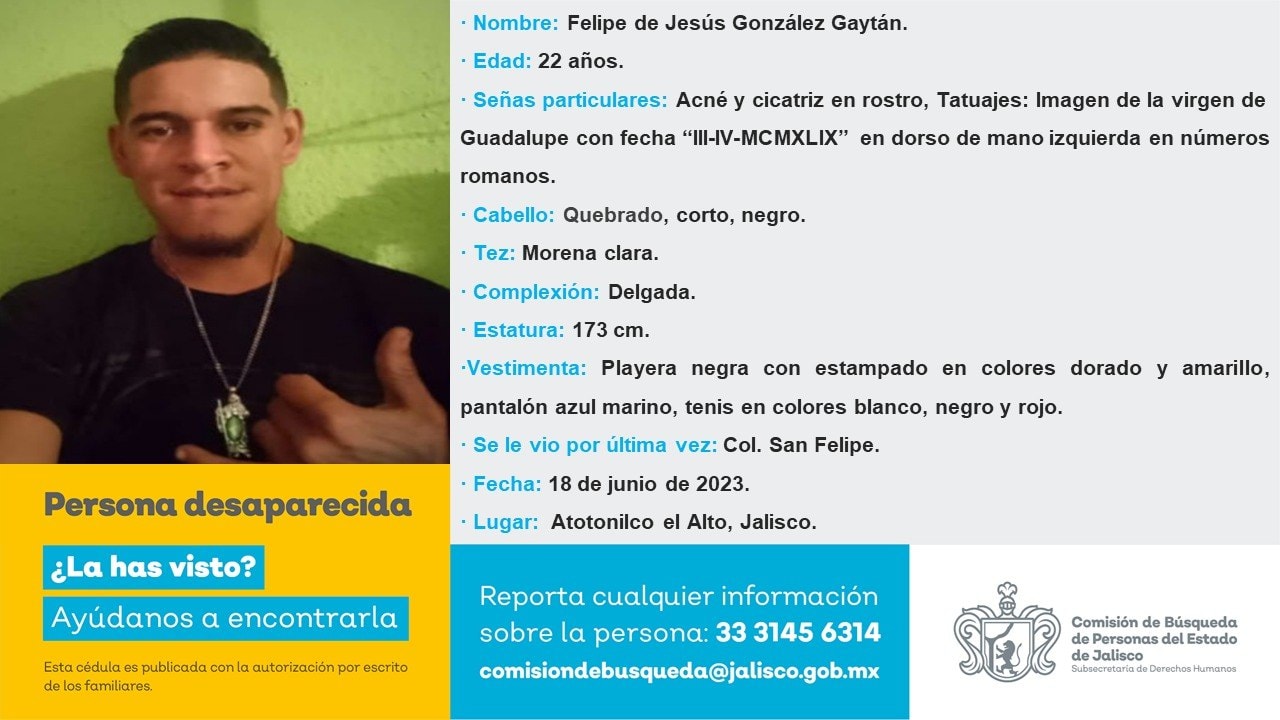 · Nombre: Felipe de Jesús González Gaytán.
· Edad: 22 años.
· Señas particulares: Acné y cicatriz en rostro, Tatuajes: Imagen de la virgen de
Guadalupe con fecha “III-IV-MCMXLIX” en dorso de mano izquierda en números
romanos.
· Cabello: Quebrado, corto, negro.
· Tez: Morena clara.
· Complexión: Delgada.
· Estatura: 173 cm.
·Vestimenta: Playera negra con estampado en colores dorado y amarillo,
pantalón azul marino, tenis en colores blanco, negro y rojo.
· Se le vio por última vez: Col. San Felipe.
· Fecha: 18 de junio de 2023.
· Lugar: Atotonilco el Alto, Jalisco.
Persona desaparecida
¿La has visto?
Ayúdanos a encontrarla
Esta cédula es publicada con la autorización por escrito
de los familiares.
Reporta cualquier información
sobre la persona: 33 3145 6314
comisiondebusqueda@jalisco.gob.mx
Comisión de Búsqueda
de Personas del Estado
de Jalisco
Subsecretaría de Derechos Humanos